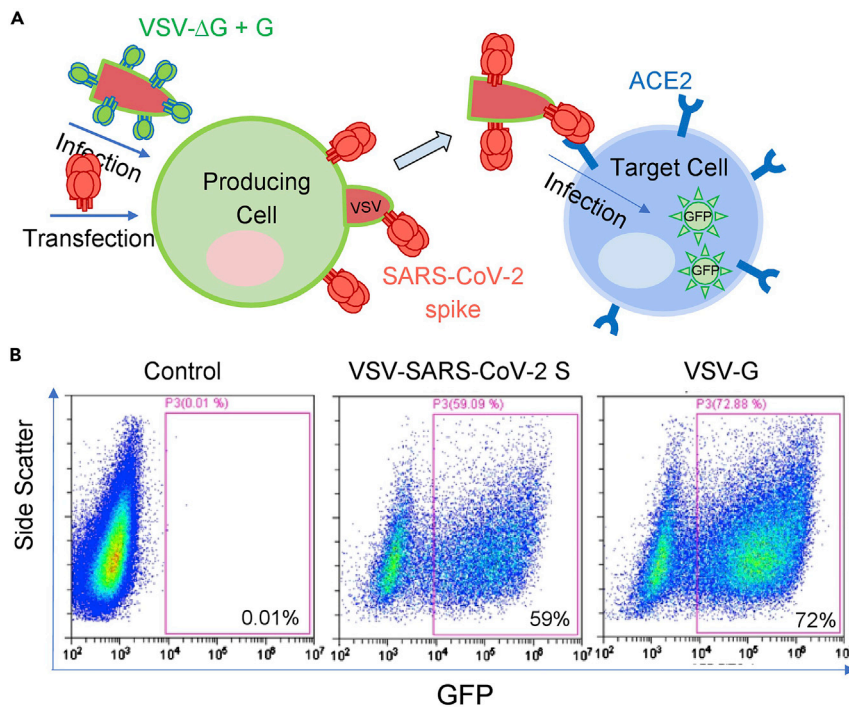 A
VSV-ΔG + G
Infection
Transfection
Producing
Cell
VSV
SARS-CoV-2
spike
ACE2
Target Cell
Infection
GFP
GFP
B
Control
VSV-SARS-CoV-2 S
VSV-G
P3(0.01 %)
P3(59.09 %)
P3(72.88 %)
Side Scatter
0.01%
59%
72%
10² 10³ 10⁴ 10⁵ 10⁶ 10⁷
10² 10³ 10⁴ 10⁵ 10⁶ 10⁷
10² 10³ 10⁴ 10⁵ 10⁶ 10⁷
GFP